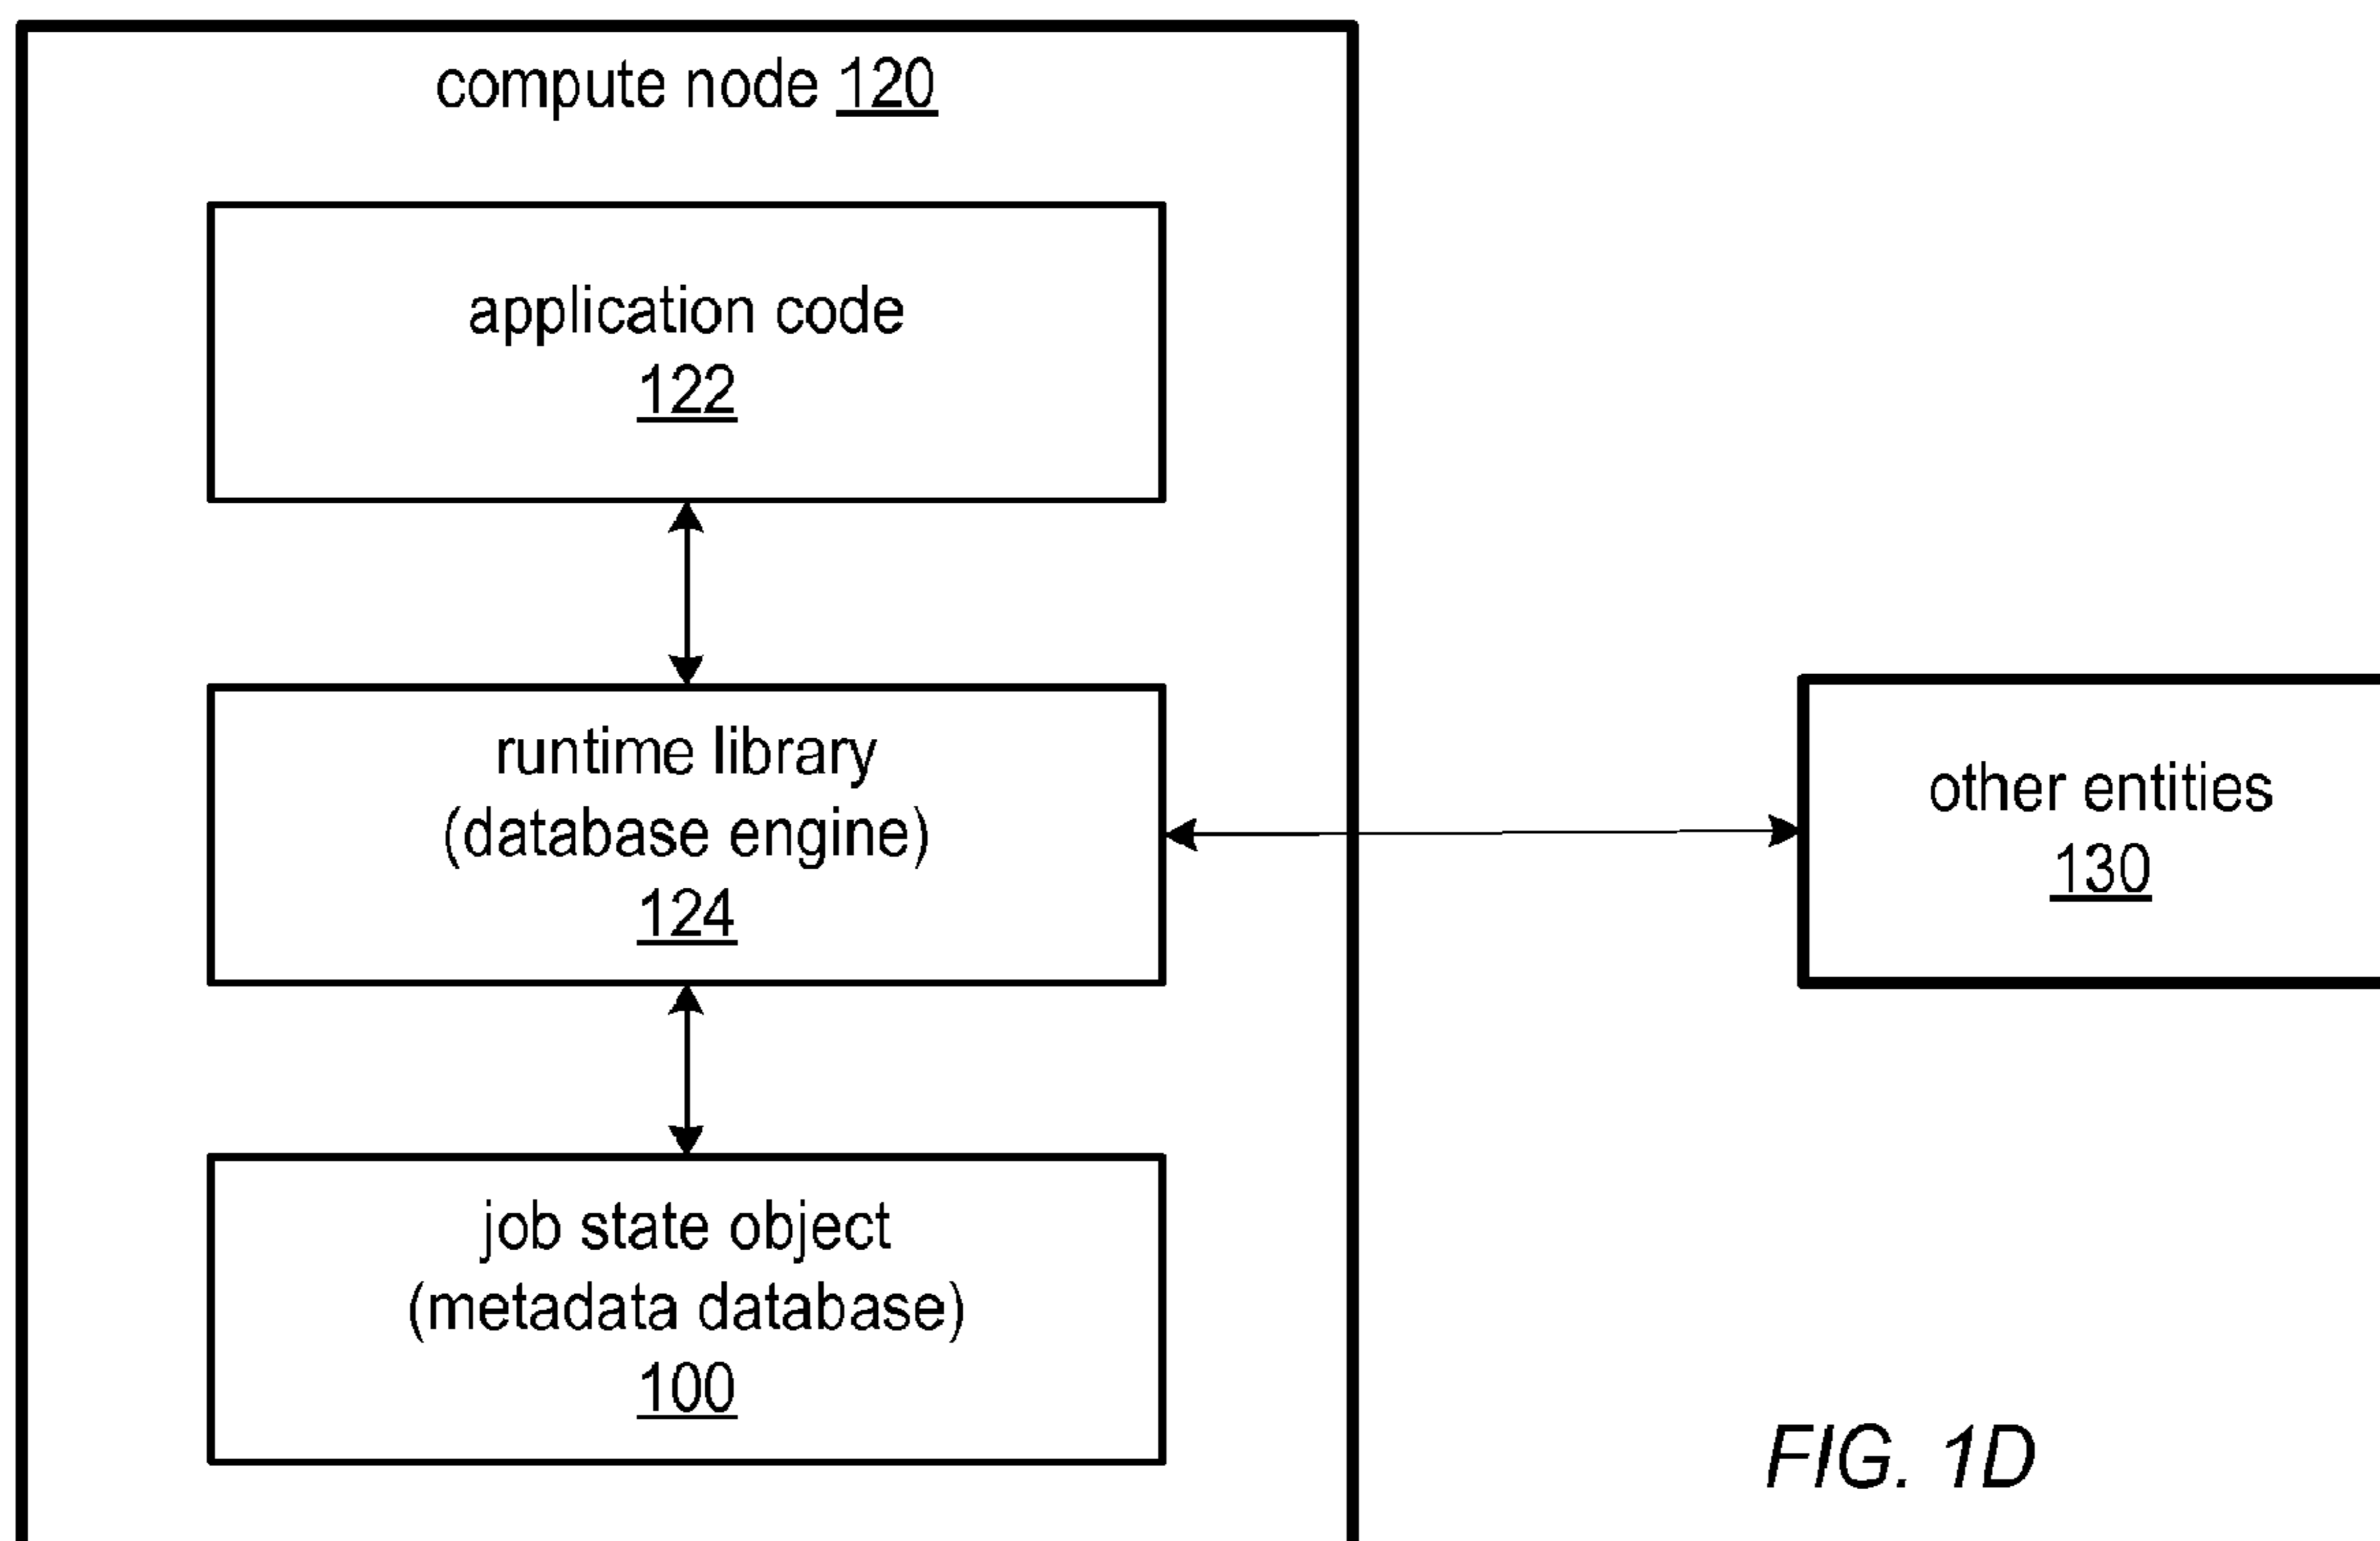 compute node 120
application code
122
runtime library
(database engine)
124
other entities
130
job state object
(metadata database)
100
FIG. 1D